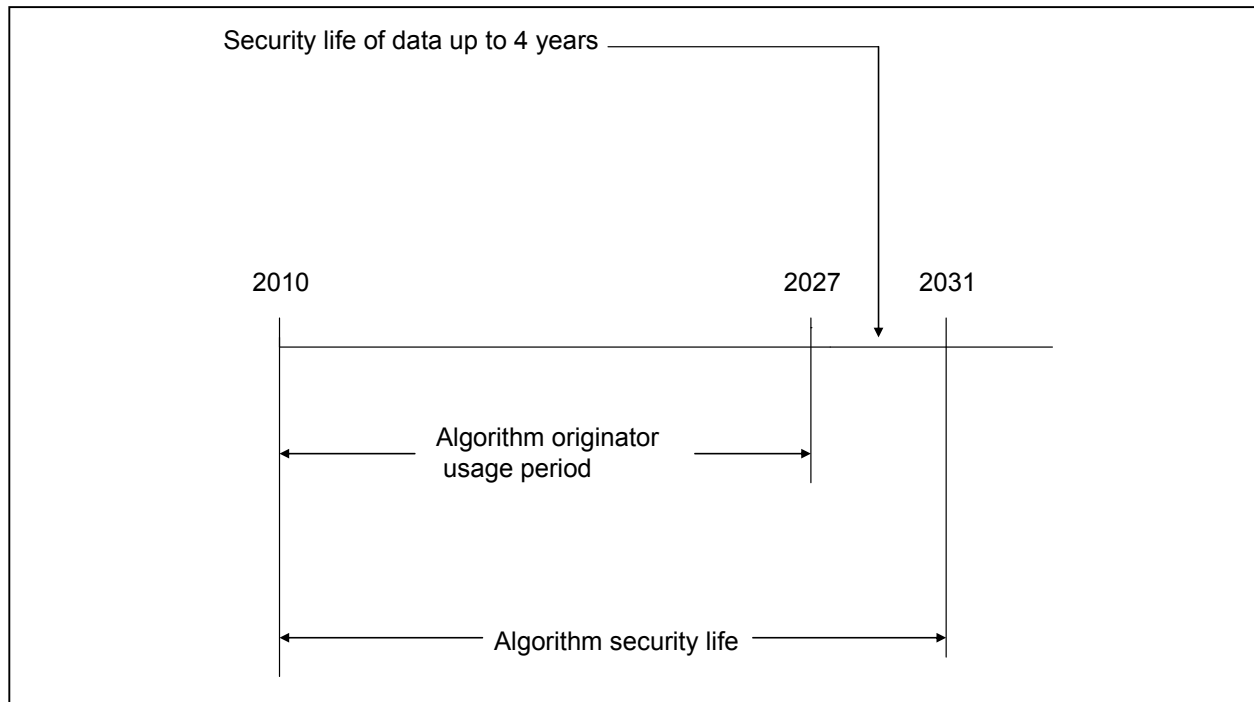 Security life of data up to 4 years
2010
2027
2031
Algorithm originator
usage period
Algorithm security life